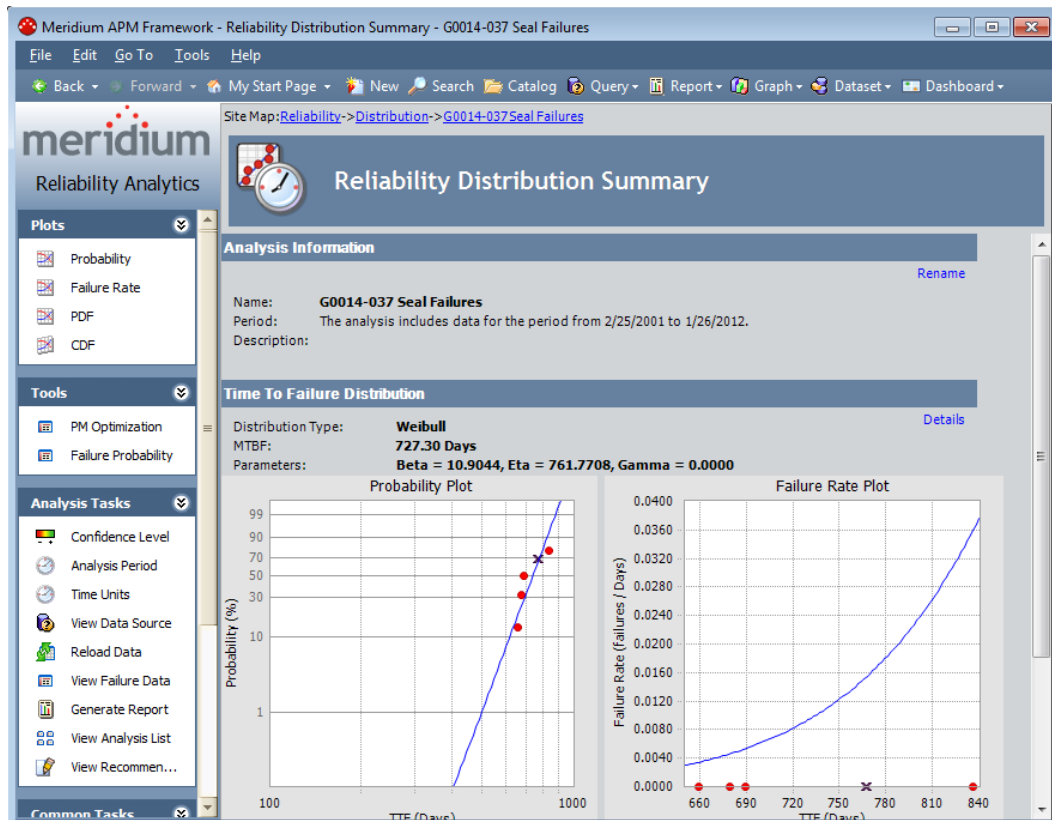 Meridium APM Framework - Reliability Distribution Summary - G0014-037 Seal Failures
File Edit Go To Tools Help
Back Forward My Start Page New Search Catalog Query Report Graph Dataset Dashboard
meridium
Reliability Analytics
Plots
Probability
Failure Rate
PDF
CDF
Tools
PM Optimization
Failure Probability
Analysis Tasks
Confidence Level
Analysis Period
Time Units
View Data Source
Reload Data
View Failure Data
Generate Report
View Analysis List
View Recommen...
Common Tasks
Site Map:Reliability->Distribution->G0014-037 Seal Failures
Reliability Distribution Summary
Analysis Information
Rename
Name: G0014-037 Seal Failures
Period: The analysis includes data for the period from 2/25/2001 to 1/26/2012.
Description:
Time To Failure Distribution
Details
Distribution Type: Weibull
MTBF: 727.30 Days
Parameters: Beta = 10.9044, Eta = 761.7708, Gamma = 0.0000
Probability Plot
Probability (%)
99
90
70
50
30
10
1
100 1000
TTF (Days)
Failure Rate Plot
Failure Rate (failures / Days)
0.0400
0.0360
0.0320
0.0280
0.0240
0.0200
0.0160
0.0120
0.0080
0.0040
0.0000
660 690 720 750 780 810 840
TTF (Days)